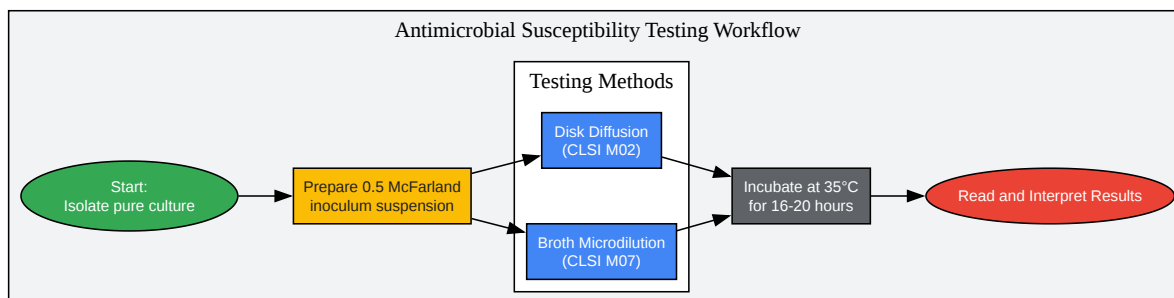 Antimicrobial Susceptibility Testing Workflow
Testing Methods
Start:
Isolate pure culture
Prepare 0.5 McFarland
inoculum suspension
Disk Diffusion
(CLSI M02)
Broth Microdilution
(CLSI M07)
Incubate at 35°C
for 16-20 hours
Read and Interpret Results